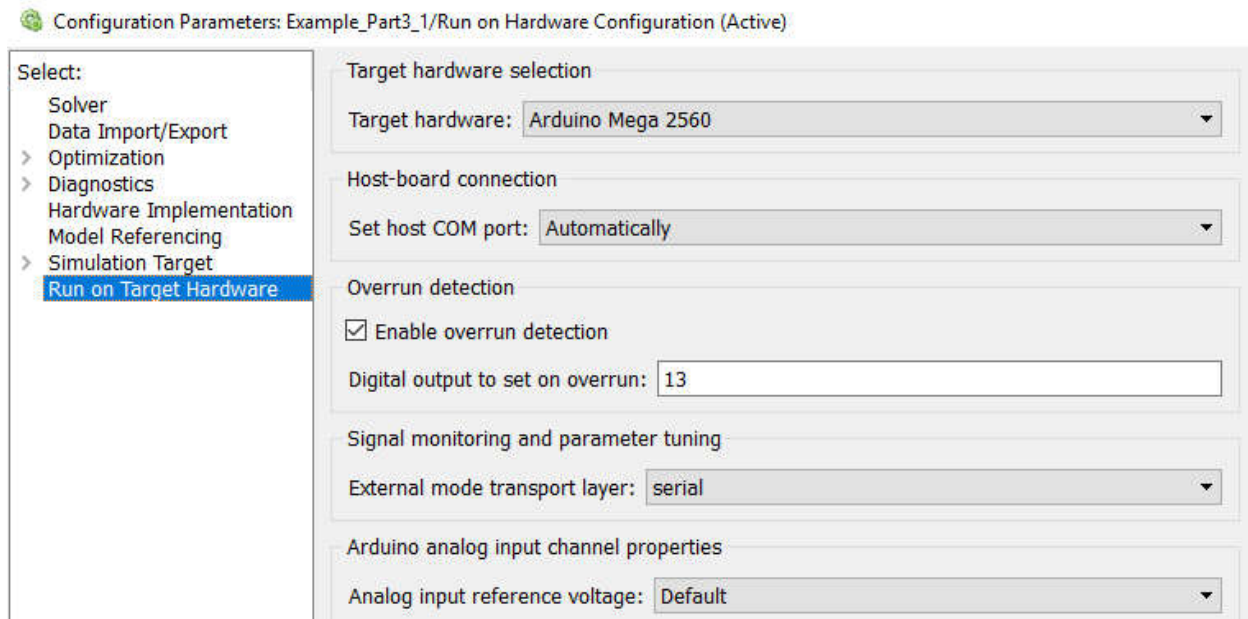 Configuration Parameters: Example_Part3_1/Run on Hardware Configuration (Active)
Select:
Solver
Data Import/Export
Optimization
Diagnostics
Hardware Implementation
Model Referencing
Simulation Target
Run on Target Hardware
Target hardware selection
Target hardware: Arduino Mega 2560
Host-board connection
Set host COM port: Automatically
Overrun detection
Enable overrun detection
Digital output to set on overrun: 13
Signal monitoring and parameter tuning
External mode transport layer: serial
Arduino analog input channel properties
Analog input reference voltage: Default